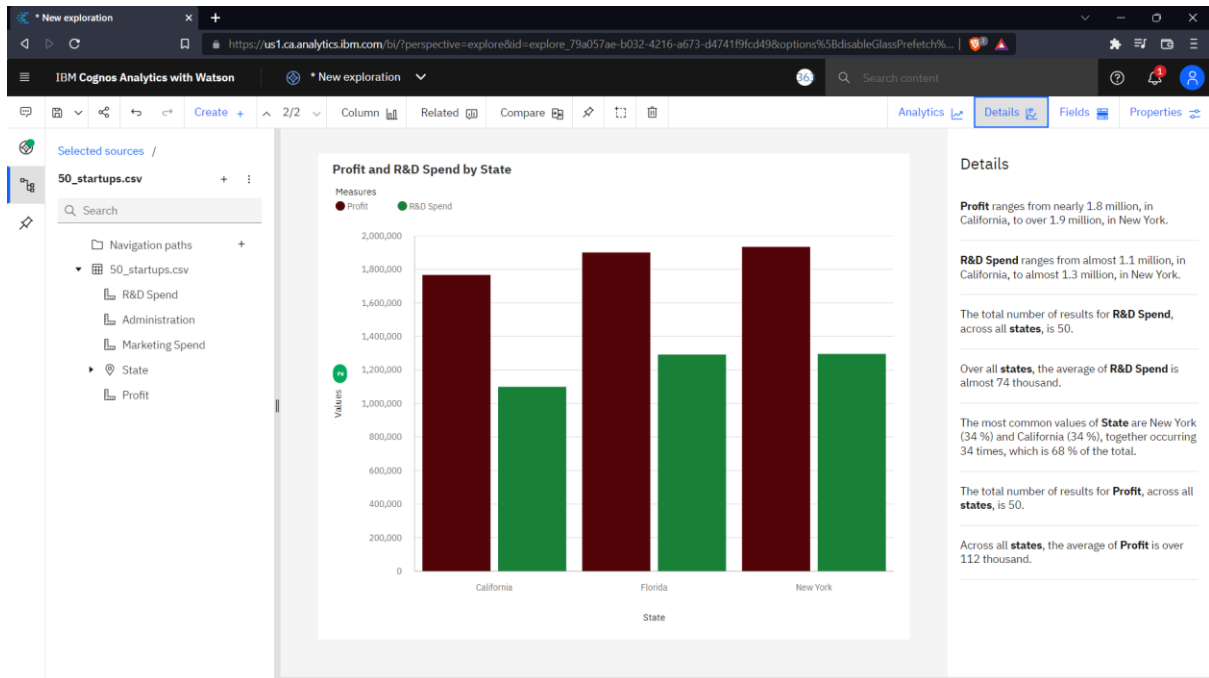 * New exploration
https://us1.ca.analytics.ibm.com/bi/?perspective=explore&id=explore_79a057ae-b032-4216-a673-d4741f9fcd49&options%5BdisableGlassPrefetch%...
IBM Cognos Analytics with Watson
* New exploration
363
Search content
Create +
2/2
Column
Related
Compare
Analytics
Details
Fields
Properties
Selected sources /
50_startups.csv
Search
Navigation paths
50_startups.csv
R&D Spend
Administration
Marketing Spend
State
Profit
Profit and R&D Spend by State
Measures
Profit R&D Spend
2,000,000
1,800,000
1,600,000
1,400,000
1,200,000
1,000,000
800,000
600,000
400,000
200,000
0
Values
2
California Florida New York
State
Details
Profit ranges from nearly 1.8 million, in
California, to over 1.9 million, in New York.
R&D Spend ranges from almost 1.1 million, in
California, to almost 1.3 million, in New York.
The total number of results for R&D Spend,
across all states, is 50.
Over all states, the average of R&D Spend is
almost 74 thousand.
The most common values of State are New York
(34 %) and California (34 %), together occurring
34 times, which is 68 % of the total.
The total number of results for Profit, across all
states, is 50.
Across all states, the average of Profit is over
112 thousand.